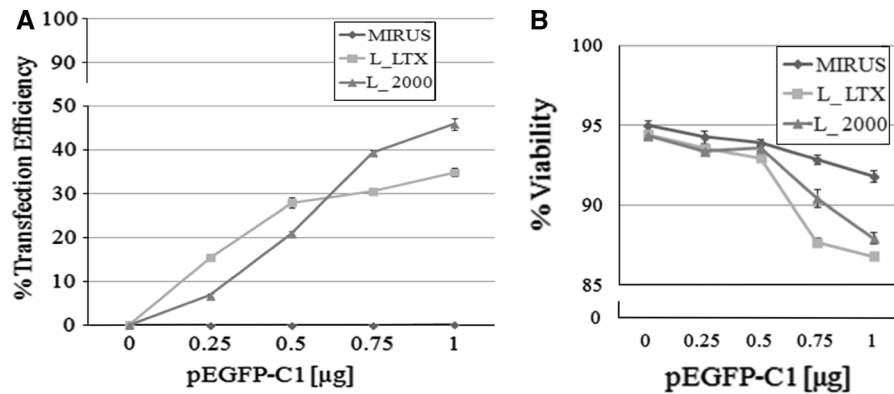 A
%Transfection Efficiency
100
90
50
40
30
20
10
0
MIRUS
L_LTX
L_2000
0 0.25 0.5 0.75 1
pEGFP-C1 [µg]
B
% Viability
100
95
90
85
0
MIRUS
L_LTX
L_2000
0 0.25 0.5 0.75 1
pEGFP-C1 [µg]